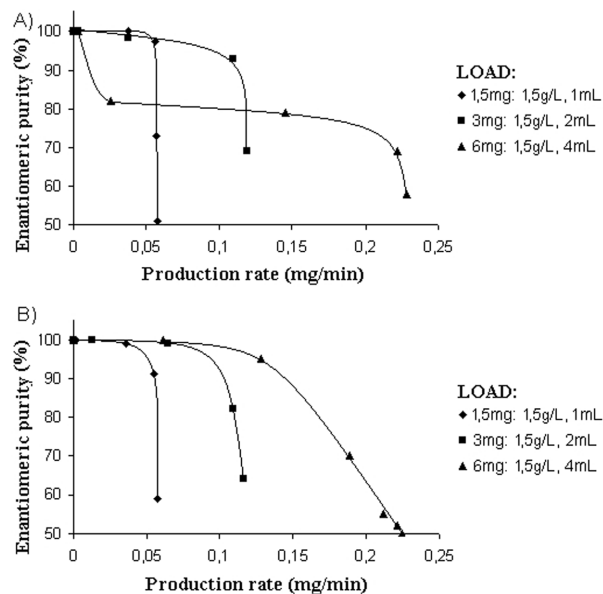 A)
100
90
80
70
60
50
Enantiomeric purity (%)
0
0,05
0,1
0,15
0,2
0,25
Production rate (mg/min)
LOAD:
1,5mg: 1,5g/L, 1mL
3mg: 1,5g/L, 2mL
6mg: 1,5g/L, 4mL
B)
100
90
80
70
60
50
Enantiomeric purity (%)
0
0,05
0,1
0,15
0,2
0,25
Production rate (mg/min)
LOAD:
1,5mg: 1,5g/L, 1mL
3mg: 1,5g/L, 2mL
6mg: 1,5g/L, 4mL